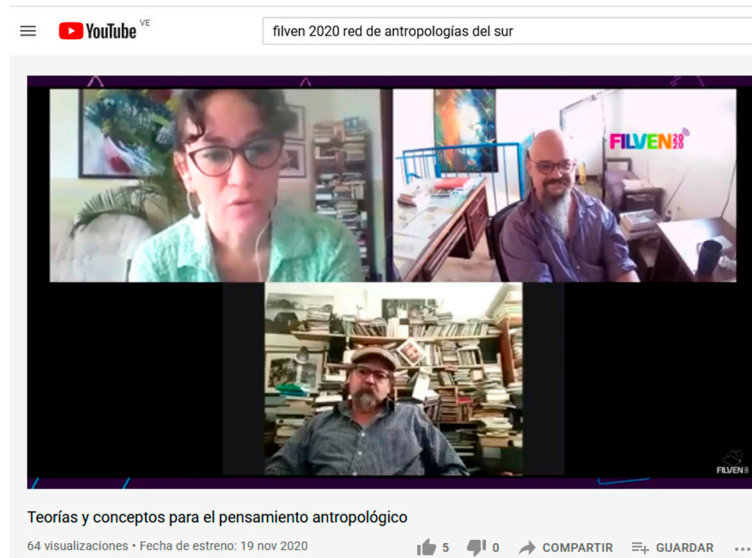 YouTube VE
filven 2020 red de antropologías del sur
FILVEN 2020
FILVEN
Teorías y conceptos para el pensamiento antropológico
64 visualizaciones • Fecha de estreno: 19 nov 2020
5
0
COMPARTIR
GUARDAR